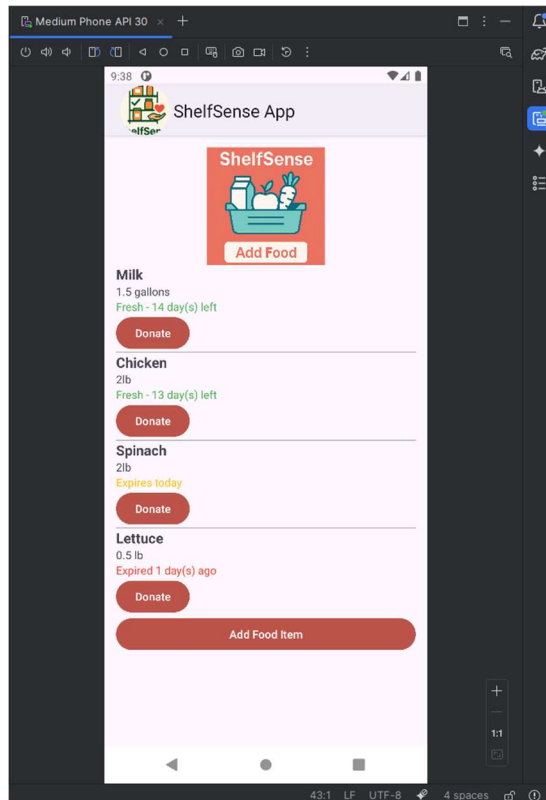 Medium Phone API 30
9:38
elfSen
ShelfSense App
ShelfSense
Add Food
Milk
1.5 gallons
Fresh - 14 day(s) left
Donate
Chicken
2lb
Fresh - 13 day(s) left
Donate
Spinach
2lb
Expires today
Donate
Lettuce
0.5 lb
Expired 1 day(s) ago
Donate
Add Food Item
1:1
43:1 LF UTF-8 4 spaces